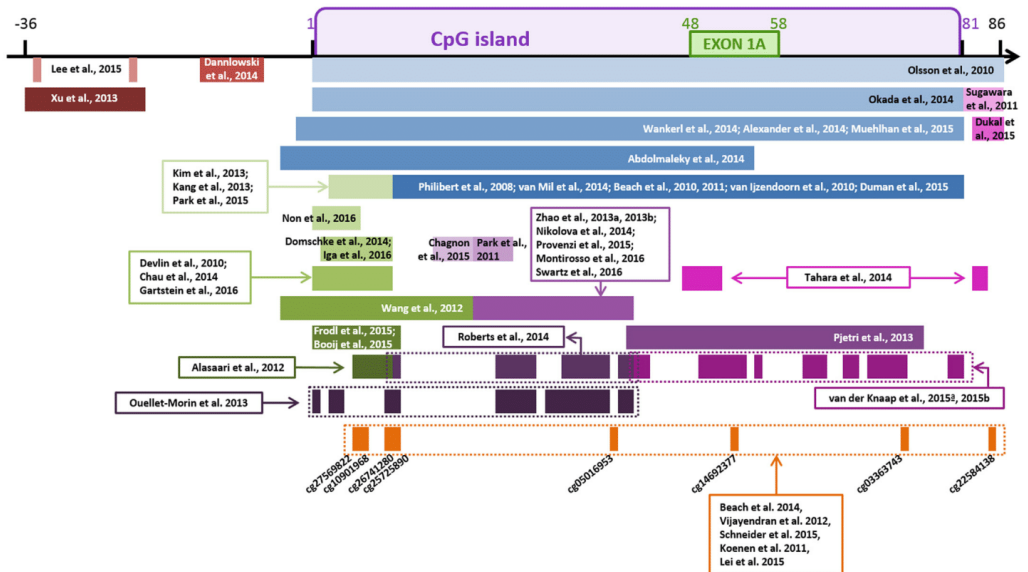 -36
1
48
58
81
86
CpG island
EXON 1A
Lee et al., 2015
Dannlowski
et al., 2014
Olsson et al., 2010
Xu et al., 2013
Okada et al., 2014
Sugawara
et al., 2011
Wankerl et al., 2014; Alexander et al., 2014; Muehlhan et al., 2015
Dukal et
al., 2015
Abdolmaleky et al., 2014
Kim et al., 2013;
Kang et al., 2013;
Park et al., 2015
Philibert et al., 2008; van Mil et al., 2014; Beach et al., 2010, 2011; van Ijzendoorn et al., 2010; Duman et al., 2015
Non et al., 2016
Zhao et al., 2013a, 2013b;
Nikolova et al., 2014;
Provenzi et al., 2015;
Montirosso et al., 2016
Swartz et al., 2016
Domschke et al., 2014;
Iga et al., 2016
Chagnon
et al., 2015
Park et al.,
2011
Devlin et al., 2010;
Chau et al., 2014
Gartstein et al., 2016
Tahara et al., 2014
Wang et al., 2012
Frodl et al., 2015;
Booij et al., 2015
Roberts et al., 2014
Pjetri et al., 2013
Alasaari et al., 2012
Ouellet-Morin et al. 2013
van der Knaap et al., 2015ª, 2015b
cg27569822
cg10901968
cg26741280
cg25725890
cg05016953
cg14692377
cg03363743
cg22584138
Beach et al. 2014,
Vijayendran et al. 2012,
Schneider et al. 2015,
Koenen et al. 2011,
Lei et al. 2015